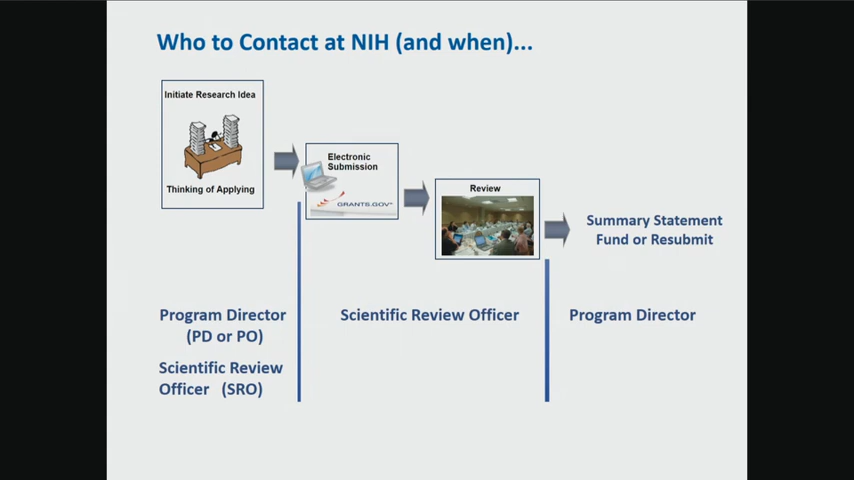 Who to Contact at NIH (and when)...
Initiate Research Idea
Thinking of Applying
Electronic
Submission
GRANTS.GOV
Review
Summary Statement
Fund or Resubmit
Program Director
(PD or PO)
Scientific Review
Officer (SRO)
Scientific Review Officer
Program Director